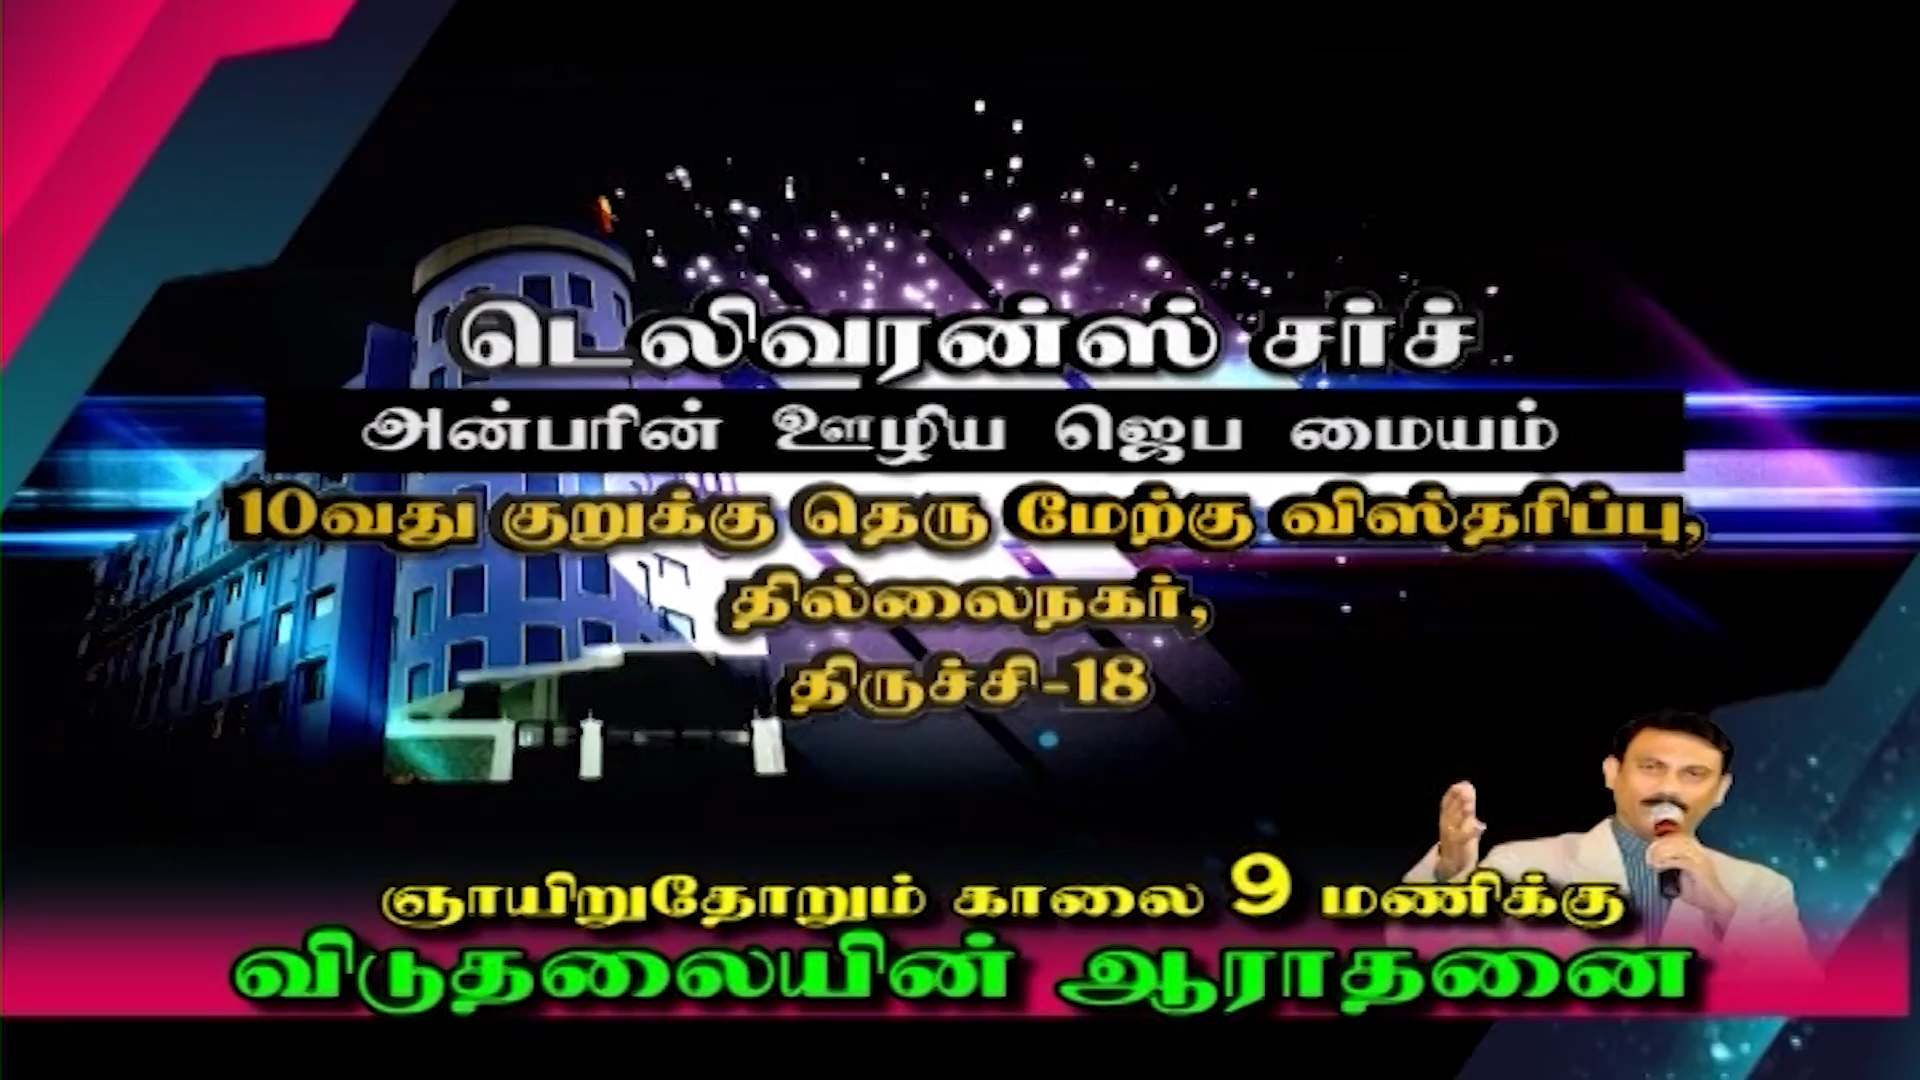 டெலிவரன்ஸ் சர்ச்
அன்பரின் ஊழிய ஜெப மையம்
10வது குறுக்கு தெரு மேற்கு விஸ்தரிப்பு,
தில்லைநகர்,
திருச்சி-18
ஞாயிறுதோறும் காலை 9 மணிக்கு
விடுதலையின் ஆராதனை